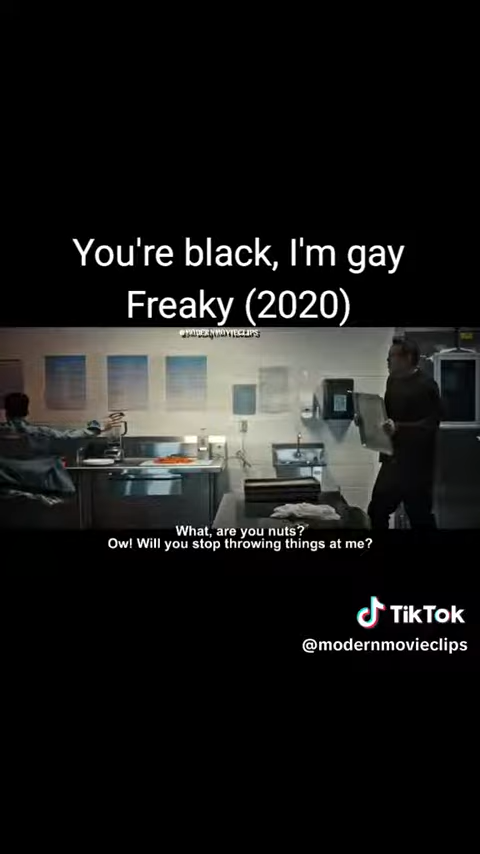 You're black, I'm gay
Freaky (2020)
@MODERNMOVIECLIPS
What, are you nuts?
Ow! Will you stop throwing things at me?
TikTok
@modernmovieclips